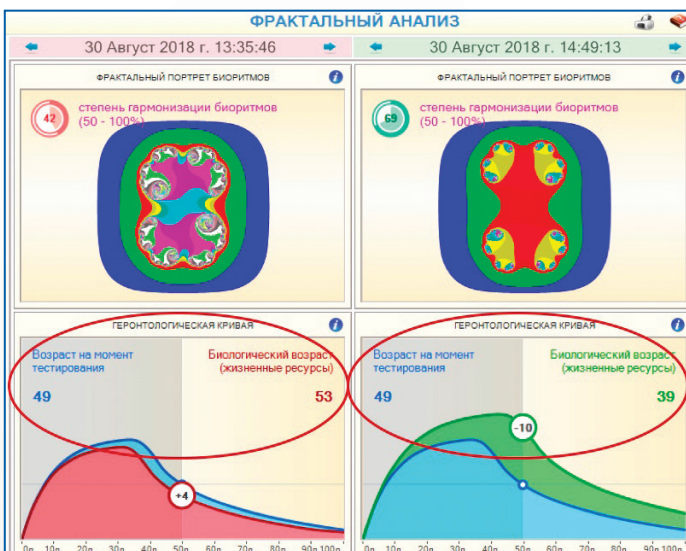 ФРАКТАЛЬНЫЙ АНАЛИЗ
30 Август 2018 г. 13:35:46
30 Август 2018 г. 14:49:13
ФРАКТАЛЬНЫЙ ПОРТРЕТ БИОРИТМОВ
i
42
степень гармонизации биоритмов
(50 - 100%)
ФРАКТАЛЬНЫЙ ПОРТРЕТ БИОРИТМОВ
i
69
степень гармонизации биоритмов
(50 - 100%)
ГЕРОНТОЛОГИЧЕСКАЯ КРИВАЯ
i
Возраст на момент
тестирования
49
Биологический возраст
(жизненные ресурсы)
53
+4
ГЕРОНТОЛОГИЧЕСКАЯ КРИВАЯ
i
Возраст на момент
тестирования
49
Биологический возраст
(жизненные ресурсы)
39
-10